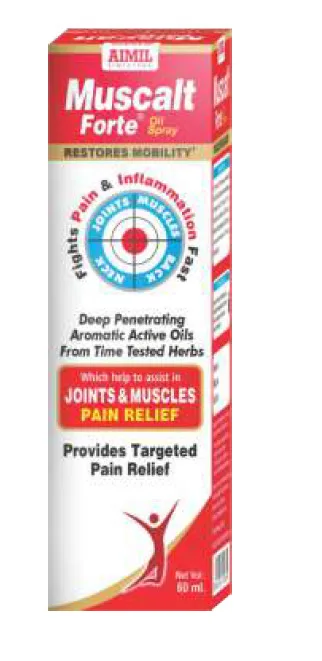 AIMIL
Muscalt
Forte® Oil Spray
RESTORES MOBILITY*
Fights Pain & Inflammation Fast
JOINTS MUSCLES
NECK BACK
Deep Penetrating
Aromatic Active Oils
From Time Tested Herbs
Which help to assist in
JOINTS & MUSCLES
PAIN RELIEF
Provides Targeted
Pain Relief
Net Vol.
60 ml.